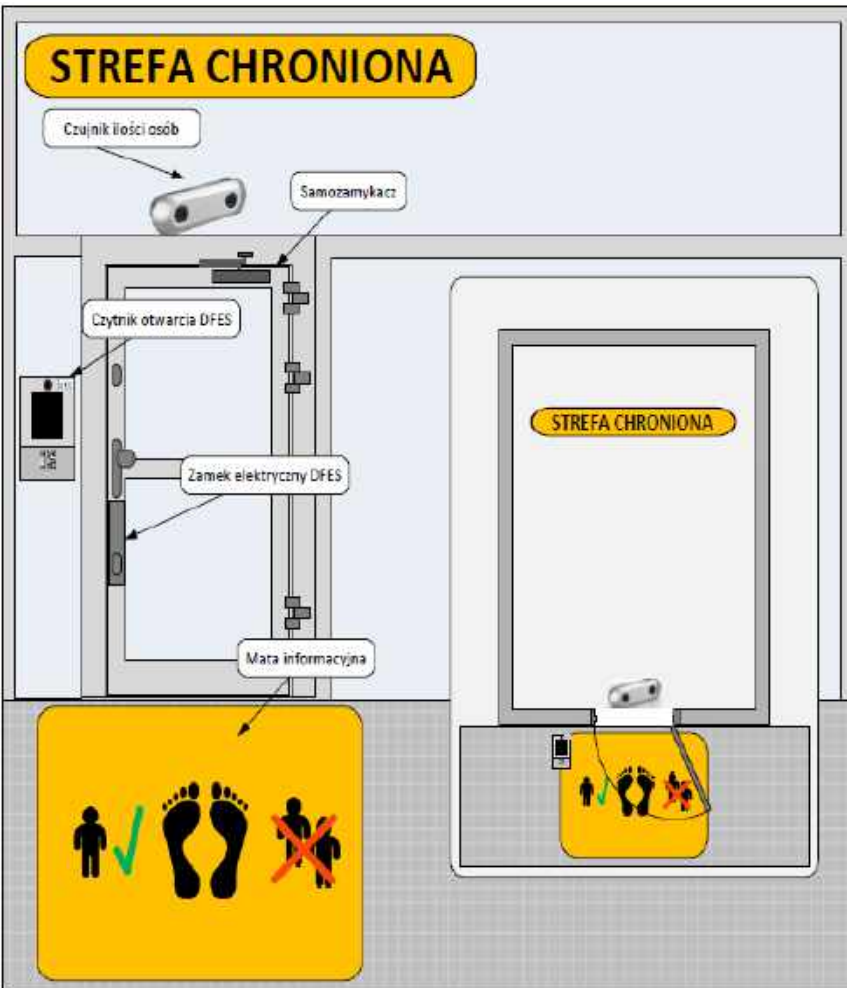 STREFA CHRONIONA
Czujnik ilości osób
Samozamykacz
Czytnik otwarcia DFES
STREFA CHRONIONA
Zamek elektryczny DFES
Mata informacyjna